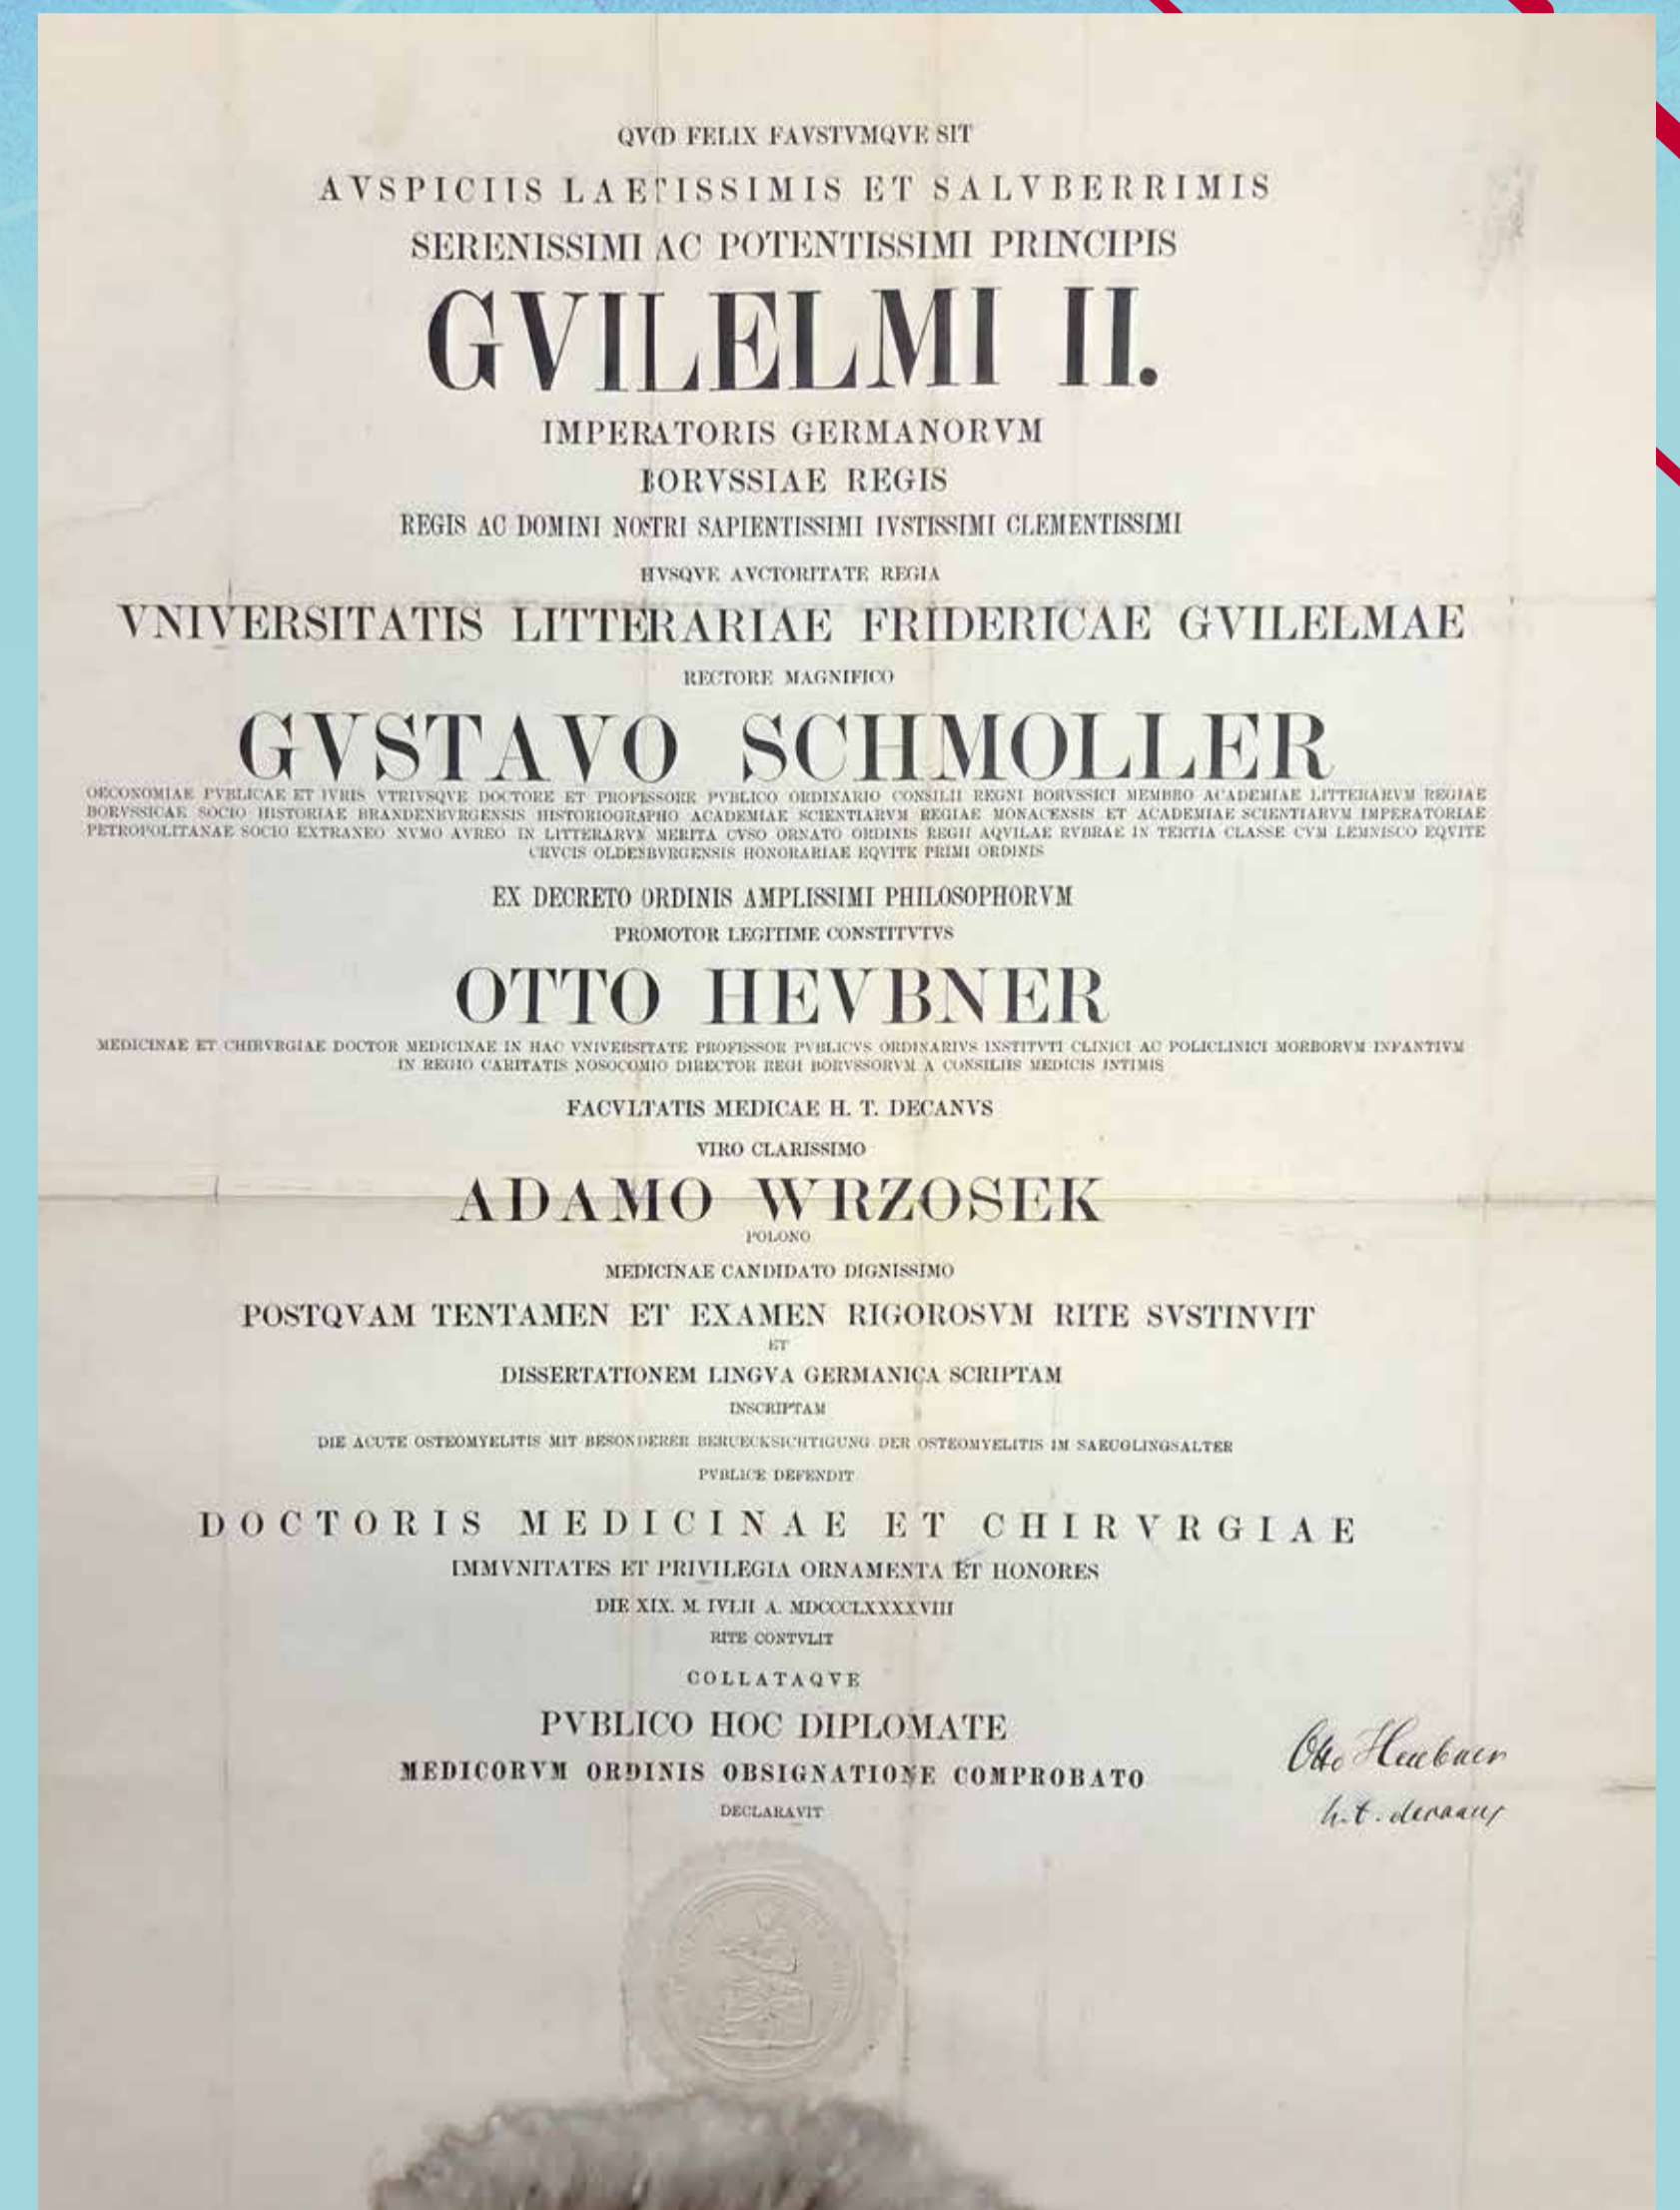 QVOD FELIX FAVSTVMQVE SIT
AVSPICIIS LAETISSIMIS ET SALVBERRIMIS
SERENISSIMI AC POTENTISSIMI PRINCIPIS
GVILELMI II.
IMPERATORIS GERMANORVM
BORVSSIAE REGIS
REGIS AC DOMINI NOSTRI SAPIENTISSIMI IVSTISSIMI CLEMENTISSIMI
HVSQVE AVCTORITATE REGIA
VNIVERSITATIS LITTERARIAE FRIDERICAE GVILELMAE
RECTORE MAGNIFICO
GVSTAVO SCHMOLLER
OECONOMIAE PVBLICAE ET IVRIS VTRIVSQVE DOCTORE ET PROFESSORE PVBLICO ORDINARIO CONSILII REGNI BORVSSICI MEMBRO ACADEMIAE LITTERARVM REGIAE
BORVSSICAE SOCIO HISTORIAE BRANDENBVRGENSIS HISTORIOGRAPHO ACADEMIAE SCIENTIARVM REGIAE MONACENSIS ET ACADEMIAE SCIENTIARVM IMPERATORIAE
PETROPOLITANAE SOCIO EXTRANEO NVMO AVREO IN LITTERARVM MERITA CVSO ORNATO ORDINIS REGII AQVILAE RVBRAE IN TERTIA CLASSE CVM LEMNISCO EQVITE
CRVCIS OLDENBVRGENSIS HONORARIAE EQVITE PRIMI ORDINIS
EX DECRETO ORDINIS AMPLISSIMI PHILOSOPHORVM
PROMOTOR LEGITIME CONSTITVTVS
OTTO HEVBNER
MEDICINAE ET CHIRVRGIAE DOCTOR MEDICINAE IN HAC VNIVERSITATE PROFESSOR PVBLICVS ORDINARIVS INSTITVTI CLINICI AC POLICLINICI MORBORVM INFANTIVM
IN REGIO CARITATIS NOSOCOMIO DIRECTOR REGI BORVSSORVM A CONSILIIS MEDICIS INTIMIS
FACVLTATIS MEDICAE H. T. DECANVS
VIRO CLARISSIMO
ADAMO WRZOSEK
POLONO
MEDICINAE CANDIDATO DIGNISSIMO
POSTQVAM TENTAMEN ET EXAMEN RIGOROSVM RITE SVSTINVIT
ET
DISSERTATIONEM LINGVA GERMANICA SCRIPTAM
INSCRIPTAM
DIE ACUTE OSTEOMYELITIS MIT BESONDERER BERUECKSICHTIGUNG DER OSTEOMYELITIS IM SAEUGLINGSALTER
PVBLICE DEFENDIT
DOCTORIS MEDICINAE ET CHIRVRGIAE
IMMVNITATES ET PRIVILEGIA ORNAMENTA ET HONORES
DIE XIX. M. IVLII A. MDCCCLXXXXVIII
RITE CONTVLIT
COLLATAQVE
PVBLICO HOC DIPLOMATE
MEDICORVM ORDINIS OBSIGNATIONE COMPROBATO
DECLARAVIT
Otto Heubner
h. t. decanus